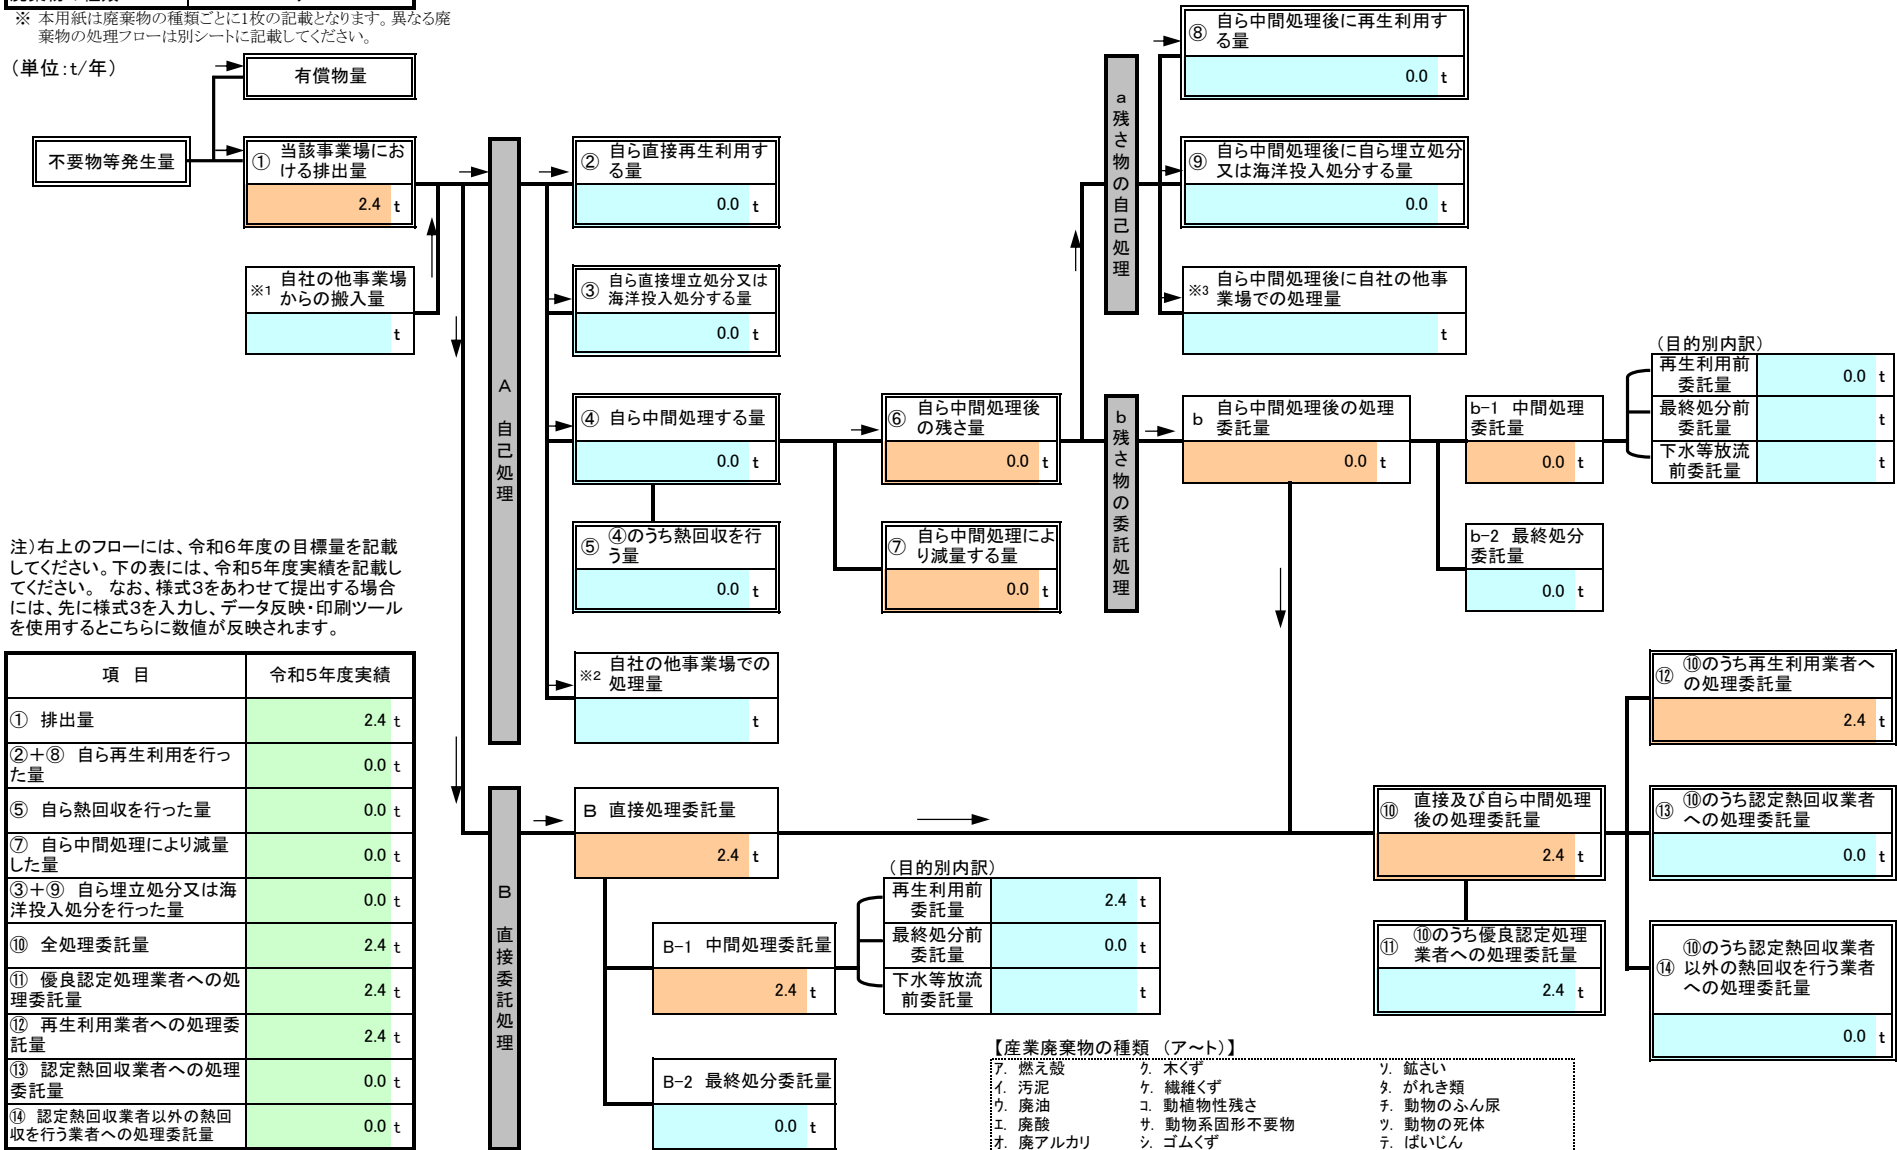 ※ 本用紙は廃棄物の種類ごとに1枚の記載となります。異なる廃
棄物の処理フローは別シートに記載してください。
(単位:t/年)
有償物量
不要物等発生量
① 当該事業場にお
ける排出量
2.4 t
※1 自社の他事業場
からの搬入量
t
A 自己処理
② 自ら直接再生利用す
る量
0.0 t
③ 自ら直接埋立処分又は
海洋投入処分する量
0.0 t
④ 自ら中間処理する量
0.0 t
⑤ ④のうち熱回収を行
う量
0.0 t
※2 自社の他事業場での
処理量
t
⑥ 自ら中間処理後
の残さ量
0.0 t
⑦ 自ら中間処理によ
り減量する量
0.0 t
a残さ物の自己処理
⑧ 自ら中間処理後に再生利用す
る量
0.0 t
⑨ 自ら中間処理後に自ら埋立処分
又は海洋投入処分する量
0.0 t
※3 自ら中間処理後に自社の他事
業場での処理量
t
b残さ物の委託処理
b 自ら中間処理後の処理
委託量
0.0 t
b-1 中間処理
委託量
0.0 t
b-2 最終処分
委託量
0.0 t
(目的別内訳)
再生利用前
委託量
0.0 t
最終処分前
委託量
t
下水等放流
前委託量
t
注)右上のフローには、令和6年度の目標量を記載
してください。下の表には、令和5年度実績を記載し
てください。 なお、様式3をあわせて提出する場合
には、先に様式3を入力し、データ反映・印刷ツール
を使用するとこちらに数値が反映されます。
項 目 令和5年度実績
① 排出量 2.4 t
②+⑧ 自ら再生利用を行っ
た量 0.0 t
⑤ 自ら熱回収を行った量 0.0 t
⑦ 自ら中間処理により減量
した量 0.0 t
③+⑨ 自ら埋立処分又は海
洋投入処分を行った量 0.0 t
⑩ 全処理委託量 2.4 t
⑪ 優良認定処理業者への処
理委託量 2.4 t
⑫ 再生利用業者への処理委
託量 2.4 t
⑬ 認定熱回収業者への処理
委託量 0.0 t
⑭ 認定熱回収業者以外の熱回
収を行う業者への処理委託量 0.0 t
B 直接委託処理
B 直接処理委託量
2.4 t
B-1 中間処理委託量
2.4 t
B-2 最終処分委託量
0.0 t
(目的別内訳)
再生利用前
委託量
2.4 t
最終処分前
委託量
0.0 t
下水等放流
前委託量
t
⑩ 直接及び自ら中間処理
後の処理委託量
2.4 t
⑪ ⑩のうち優良認定処理
業者への処理委託量
2.4 t
⑫ ⑩のうち再生利用業者へ
の処理委託量
2.4 t
⑬ ⑩のうち認定熱回収業者
への処理委託量
0.0 t
⑭ ⑩のうち認定熱回収業者
以外の熱回収を行う業者
への処理委託量
0.0 t
【産業廃棄物の種類 (ア~ト)】
ア. 燃え殻 ク. 木くず ソ. 鉱さい
イ. 汚泥 ケ. 繊維くず タ. がれき類
ウ. 廃油 コ. 動植物性残さ チ. 動物のふん尿
エ. 廃酸 サ. 動物系固形不要物 ツ. 動物の死体
オ. 廃アルカリ シ. ゴムくず テ. ばいじん